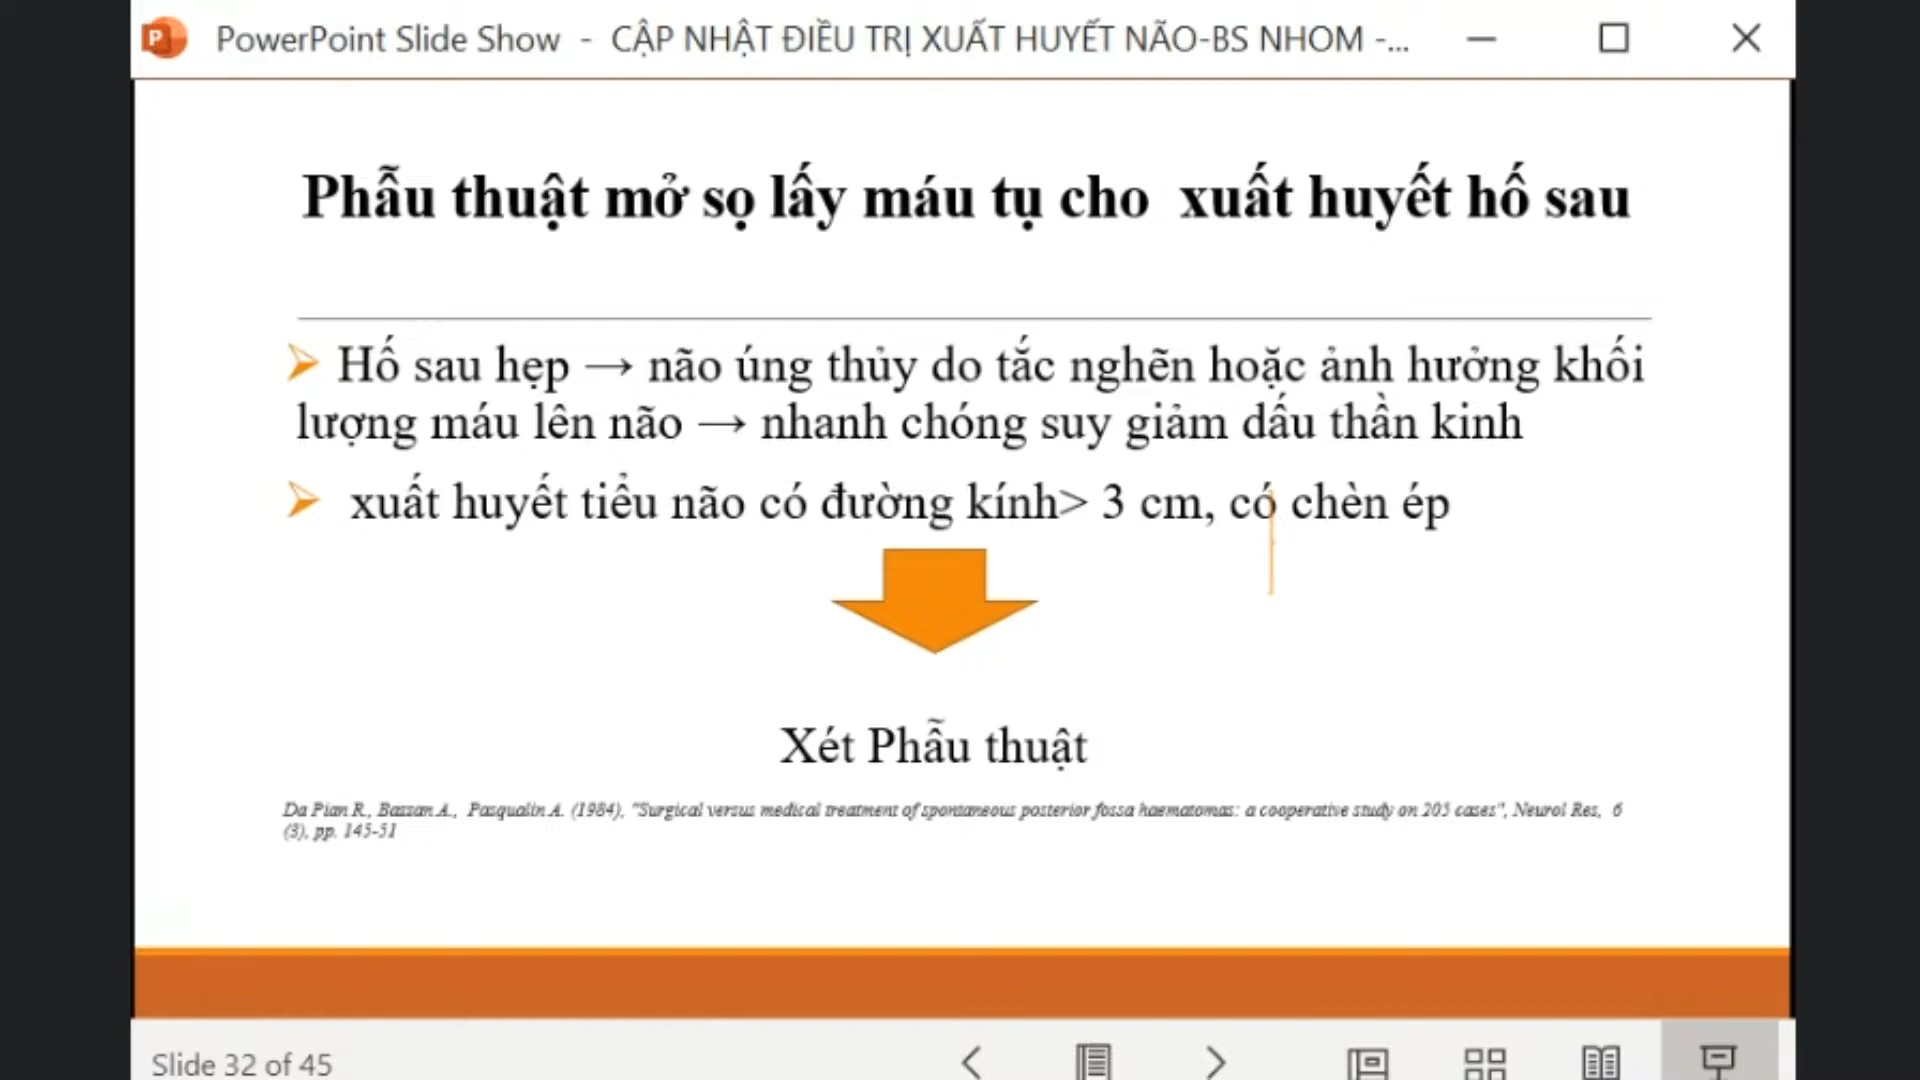 PowerPoint Slide Show - CẬP NHẬT ĐIỀU TRỊ XUẤT HUYẾT NÃO-BS NHOM -...
Phẫu thuật mở sọ lấy máu tụ cho xuất huyết hố sau
Hố sau hẹp → não úng thủy do tắc nghẽn hoặc ảnh hưởng khối
lượng máu lên não → nhanh chóng suy giảm dấu thần kinh
xuất huyết tiểu não có đường kính> 3 cm, có chèn ép
Xét Phẫu thuật
Da Pian R., Bazzan A., Pasqualin A. (1984), "Surgical versus medical treatment of spontaneous posterior fossa haematomas: a cooperative study on 205 cases", Neurol Res, 6
(3), pp. 145-51
Slide 32 of 45